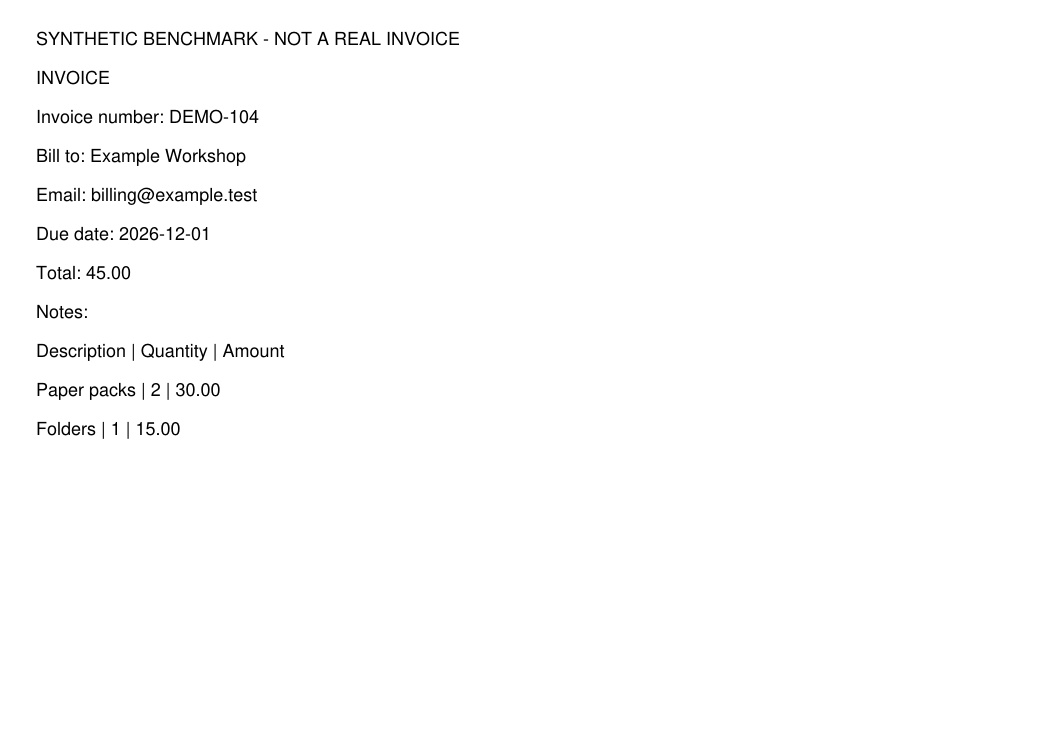 SYNTHETIC BENCHMARK - NOT A REAL INVOICE
INVOICE
Invoice number: DEMO-104
Bill to: Example Workshop
Email: billing@example.test
Due date: 2026-12-01
Total: 45.00
Notes:
Description | Quantity | Amount
Paper packs | 2 | 30.00
Folders | 1 | 15.00